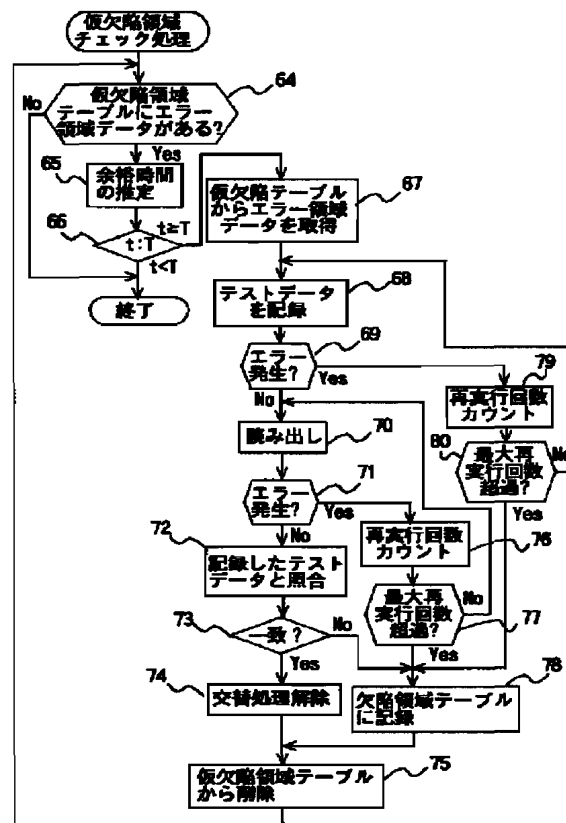 仮欠陥領域
チェック処理
64
No
仮欠陥領域
テーブルにエラー
領域データがある?
Yes
65
余裕時間
の推定
66
t:T
t≧T
t<T
終了
67
仮欠陥テーブル
からエラー領域
データを取得
68
テストデータ
を記録
69
エラー
発生?
Yes
No
79
再実行回数
カウント
70
読み出し
80
最大再
実行回数
超過?
No
Yes
71
エラー
発生?
Yes
No
72
記録したテスト
データと照合
再実行回数
カウント
76
73
一致?
No
Yes
最大再
実行回数
超過?
No
77
Yes
74
交替処理解除
78
欠陥領域テーブル
に記録
仮欠陥領域テーブル
から削除
75